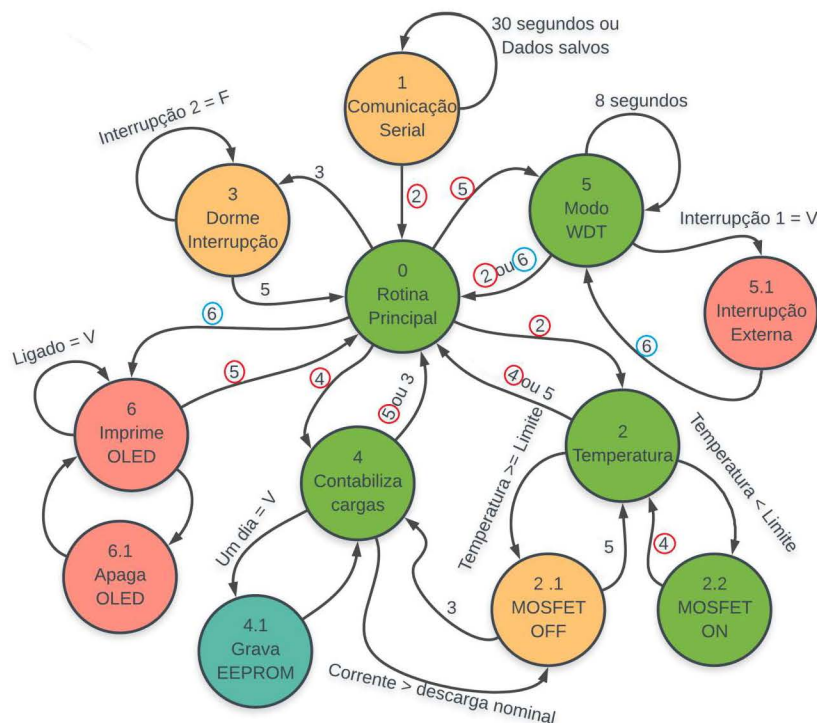 30 segundos ou
Dados salvos
1
Comunicação
Serial
8 segundos
Interrupção 2 = F
3
Dorme
Interrupção
3
2
5
5
Modo
WDT
Interrupção 1 = V
5
2 ou 6
5.1
Interrupção
Externa
0
Rotina
Principal
6
2
6
Ligado = V
5
4
5 ou 3
4 ou 5
6
Imprime
OLED
4
Contabiliza
cargas
2
Temperatura
Temperatura >= Limite
Temperatura < Limite
Um dia = V
5
4
6.1
Apaga
OLED
3
2 .1
MOSFET
OFF
2.2
MOSFET
ON
4.1
Grava
EEPROM
Corrente > descarga nominal